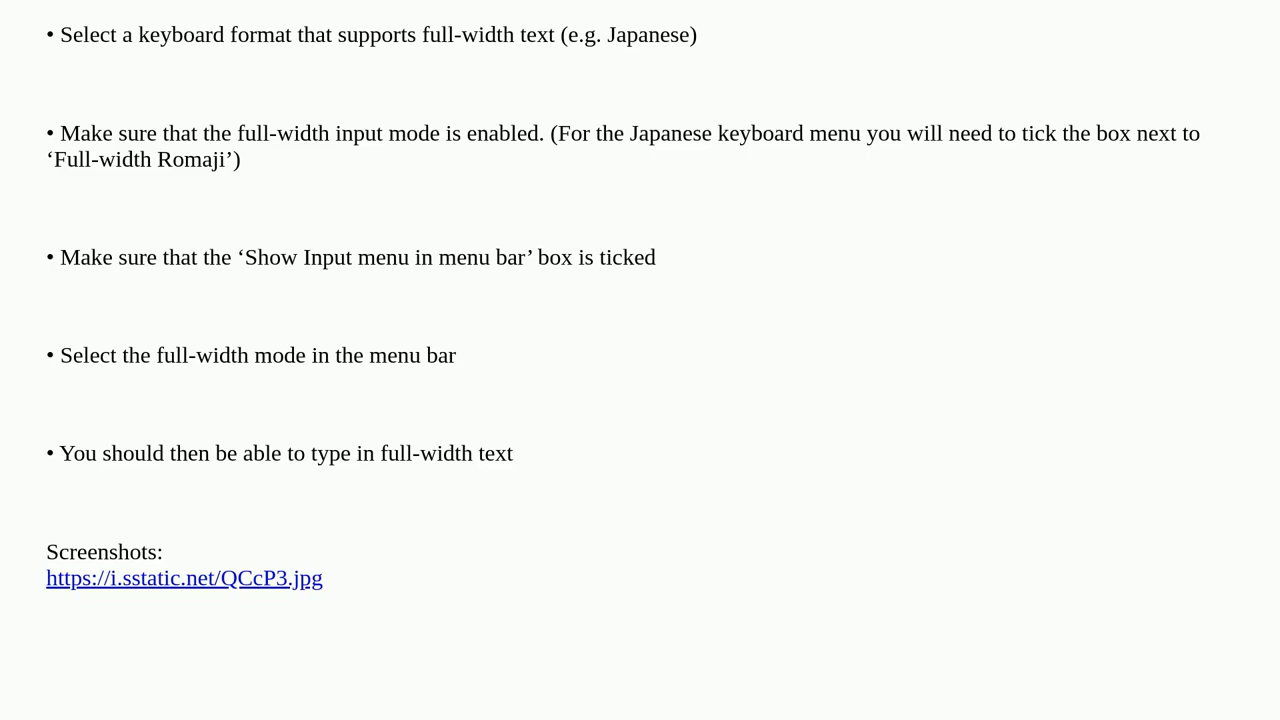 • Select a keyboard format that supports full-width text (e.g. Japanese)
• Make sure that the full-width input mode is enabled. (For the Japanese keyboard menu you will need to tick the box next to
‘Full-width Romaji’)
• Make sure that the ‘Show Input menu in menu bar’ box is ticked
• Select the full-width mode in the menu bar
• You should then be able to type in full-width text
Screenshots:
https://i.sstatic.net/QCcP3.jpg